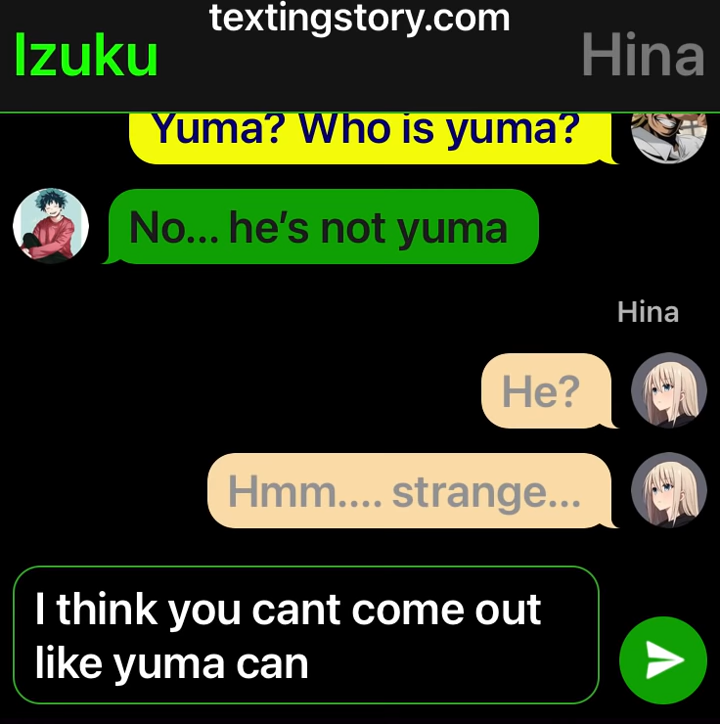 textingstory.com
Izuku
Hina
Yuma? Who is yuma?
No... he’s not yuma
Hina
He?
Hmm.... strange...
I think you cant come out
like yuma can